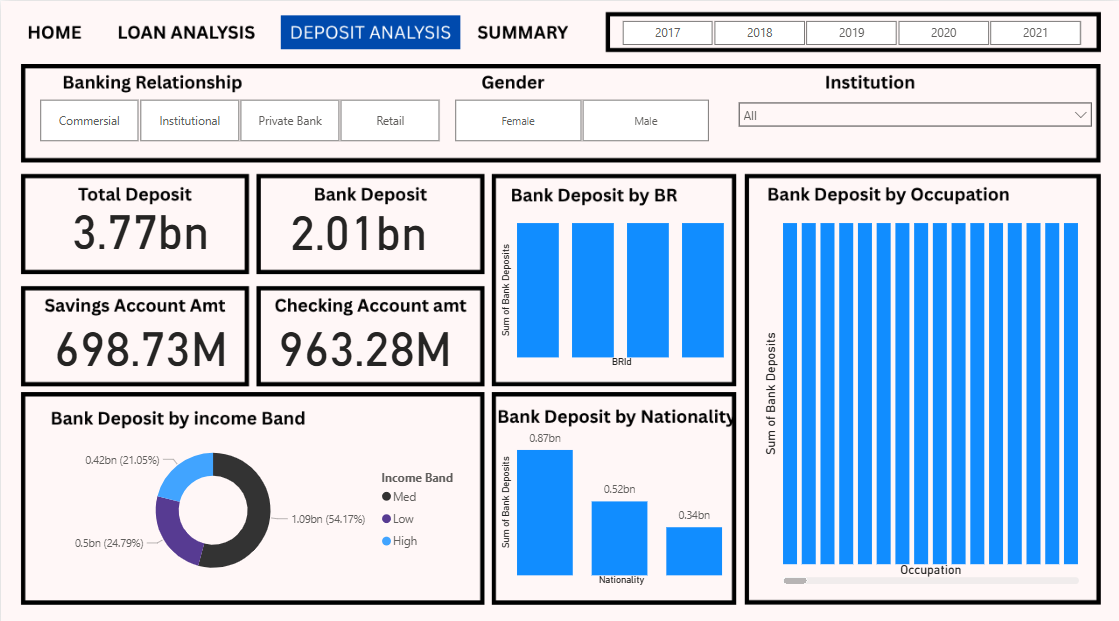 HOME LOAN ANALYSIS DEPOSIT ANALYSIS SUMMARY 2017 2018 2019 2020 2021
Banking Relationship Gender Institution
Commersial Institutional Private Bank Retail Female Male All
Total Deposit
3.77bn
Bank Deposit
2.01bn
Savings Account Amt
698.73M
Checking Account amt
963.28M
Bank Deposit by BR
Sum of Bank Deposits
BRId
Bank Deposit by Occupation
Sum of Bank Deposits
Occupation
Bank Deposit by income Band
0.42bn (21.05%)
1.09bn (54.17%)
0.5bn (24.79%)
Income Band
Med
Low
High
Bank Deposit by Nationality
0.87bn
0.52bn
0.34bn
Sum of Bank Deposits
Nationality